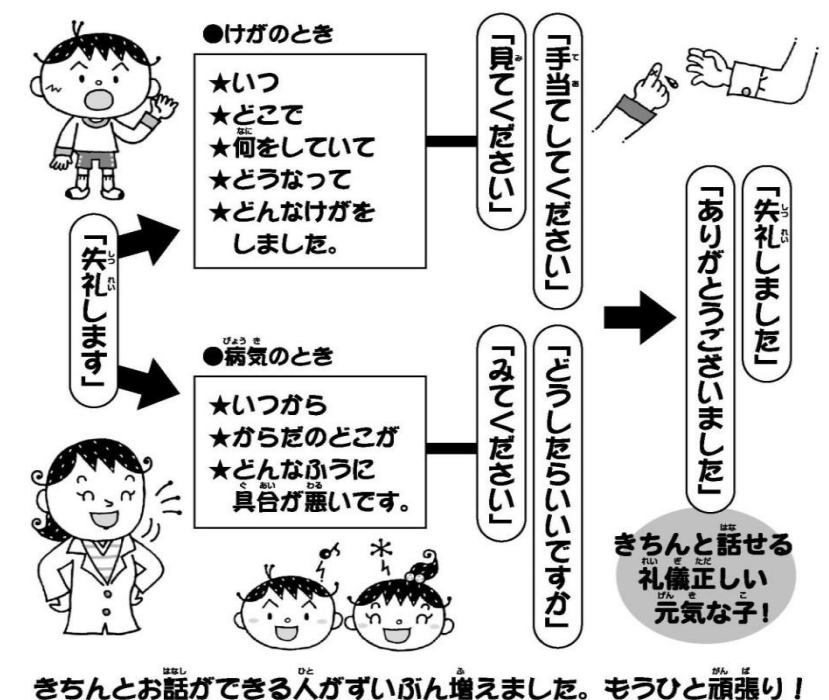 「失礼します」
●けがのとき
★いつ
★どこで
★何をしていて
★どうなって
★どんなけがを
しました。
「手当てしてください」
「見てください」
●病気のとき
★いつから
★からだのどこが
★どんなふうに
具合が悪いです。
「どうしたらいいですか」
「みてください」
「失礼しました」
「ありがとうございました」
きちんと話せる
礼儀正しい
元気な子!
きちんとお話ができる人がずいぶん増えました。もうひと頑張り!